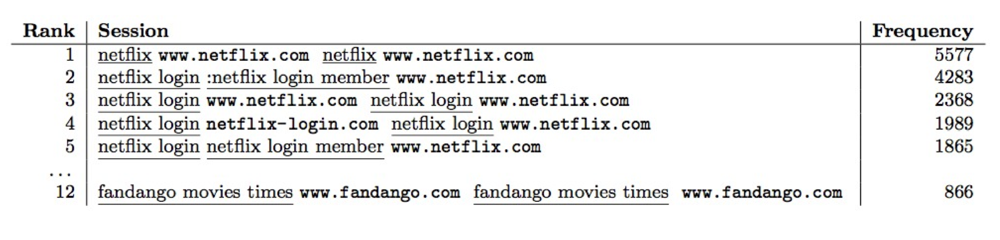 Rank Session Frequency
1 netflix www.netflix.com netflix www.netflix.com 5577
2 netflix login :netflix login member www.netflix.com 4283
3 netflix login www.netflix.com netflix login www.netflix.com 2368
4 netflix login netflix-login.com netflix login www.netflix.com 1989
5 netflix login netflix login member www.netflix.com 1865
...
12 fandango movies times www.fandango.com fandango movies times www.fandango.com 866